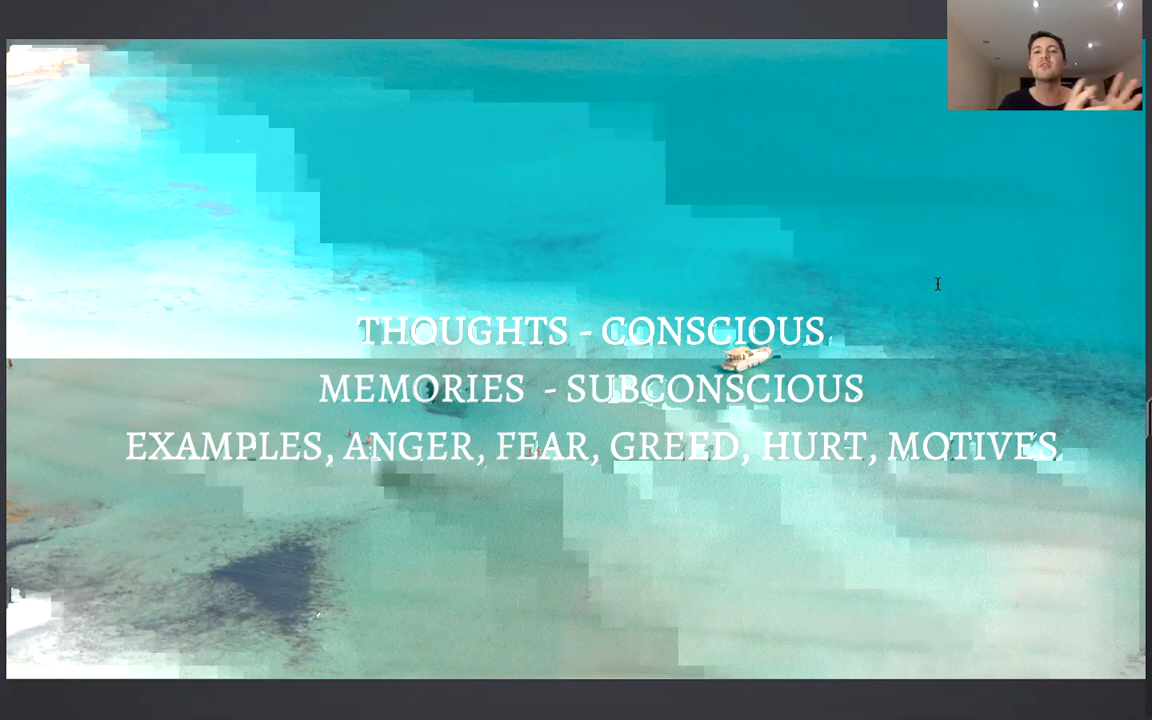 THOUGHTS - CONSCIOUS
MEMORIES - SUBCONSCIOUS
EXAMPLES, ANGER, FEAR, GREED, HURT, MOTIVES